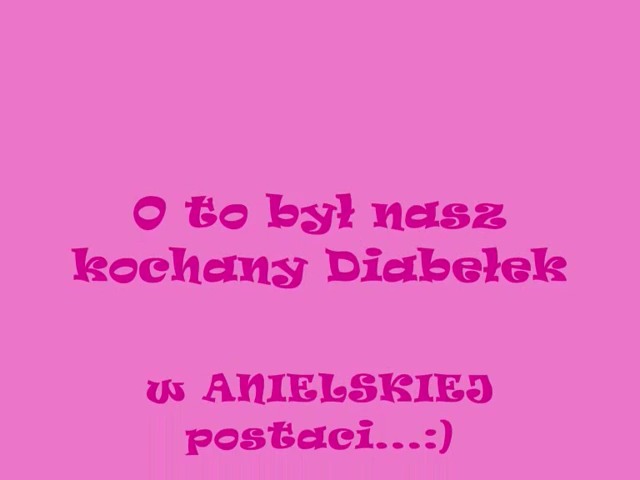 O to był nasz
kochany Diabełek
w ANIELSKIEJ
postaci...:)